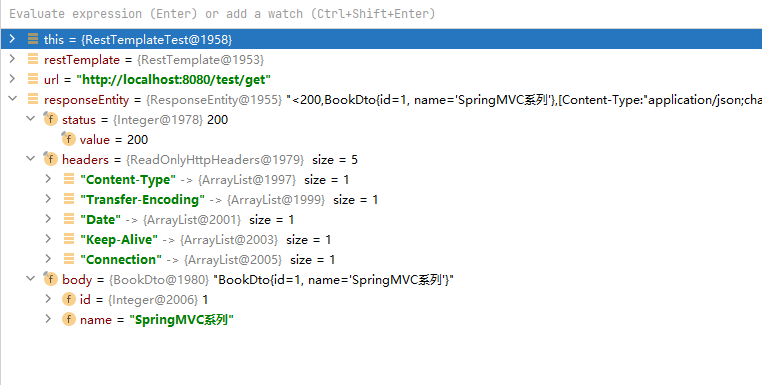 Evaluate expression (Enter) or add a watch (Ctrl+Shift+Enter)
this = {RestTemplateTest@1958}
restTemplate = {RestTemplate@1953}
url = "http://localhost:8080/test/get"
responseEntity = {ResponseEntity@1955} "<200,BookDto{id=1, name='SpringMVC系列'},[Content-Type:"application/json;cha
status = {Integer@1978} 200
value = 200
headers = {ReadOnlyHttpHeaders@1979} size = 5
"Content-Type" -> {ArrayList@1997} size = 1
"Transfer-Encoding" -> {ArrayList@1999} size = 1
"Date" -> {ArrayList@2001} size = 1
"Keep-Alive" -> {ArrayList@2003} size = 1
"Connection" -> {ArrayList@2005} size = 1
body = {BookDto@1980} "BookDto{id=1, name='SpringMVC系列'}"
id = {Integer@2006} 1
name = "SpringMVC系列"